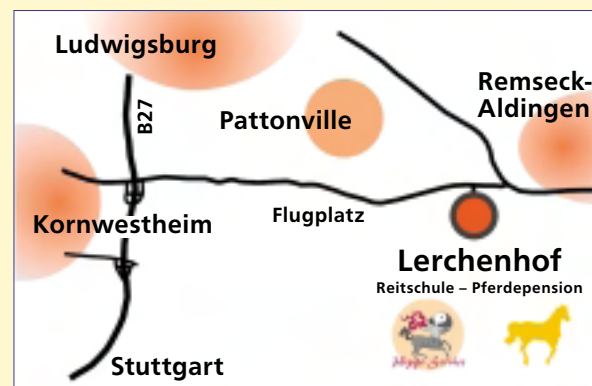 Ludwigsburg
B27
Pattonville
Remseck-
Aldingen
Kornwestheim
Flugplatz
Lerchenhof
Reitschule – Pferdepension
Stuttgart